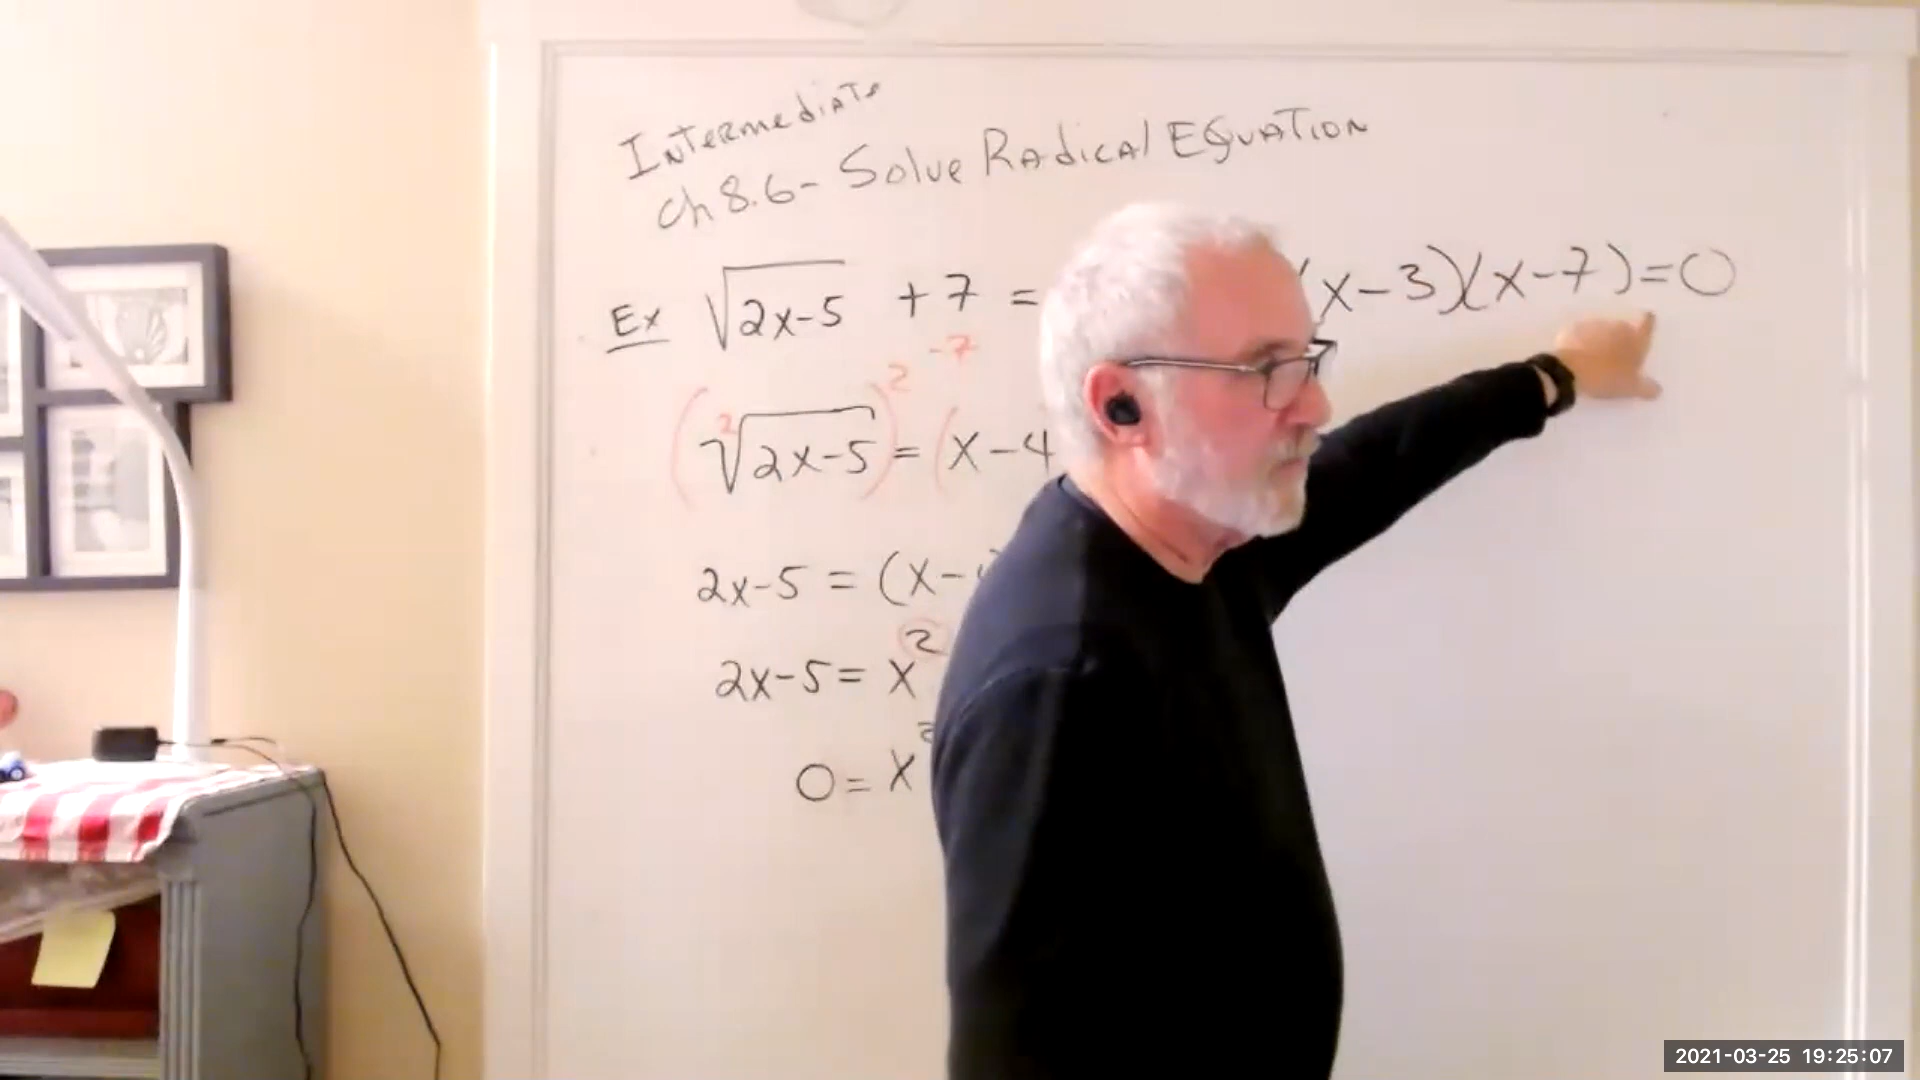 Intermediate
Ch 8.6 - Solve Radical Equation
Ex √2x-5 + 7 =
-7
(²√2x-5)² = (x-4
2x-5 = (x-
2x-5 = x²
0 = x²
(x-3)(x-7)=0
2021-03-25 19:25:07